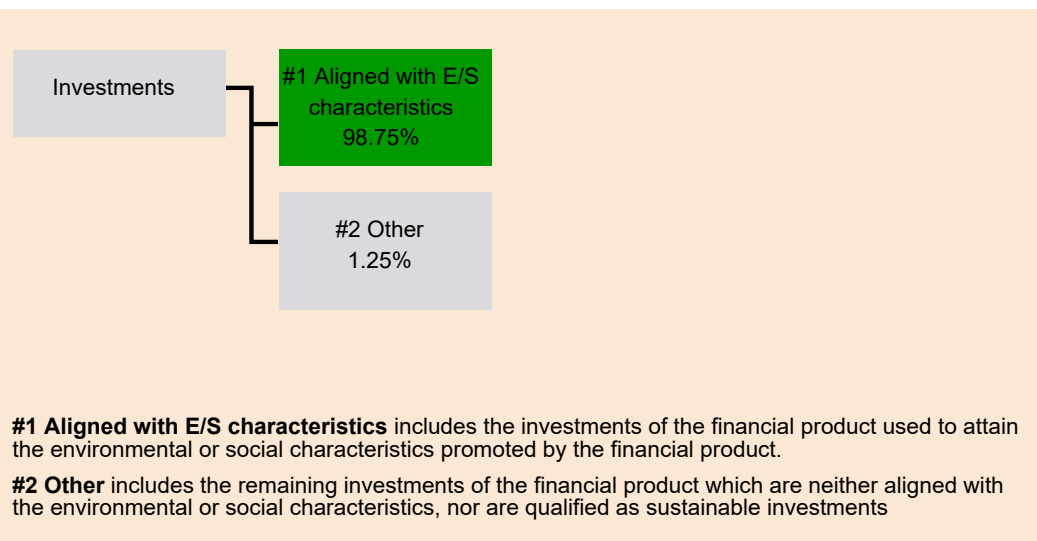 Investments
#1 Aligned with E/S
characteristics
98.75%
#2 Other
1.25%
#1 Aligned with E/S characteristics includes the investments of the financial product used to attain
the environmental or social characteristics promoted by the financial product.
#2 Other includes the remaining investments of the financial product which are neither aligned with
the environmental or social characteristics, nor are qualified as sustainable investments